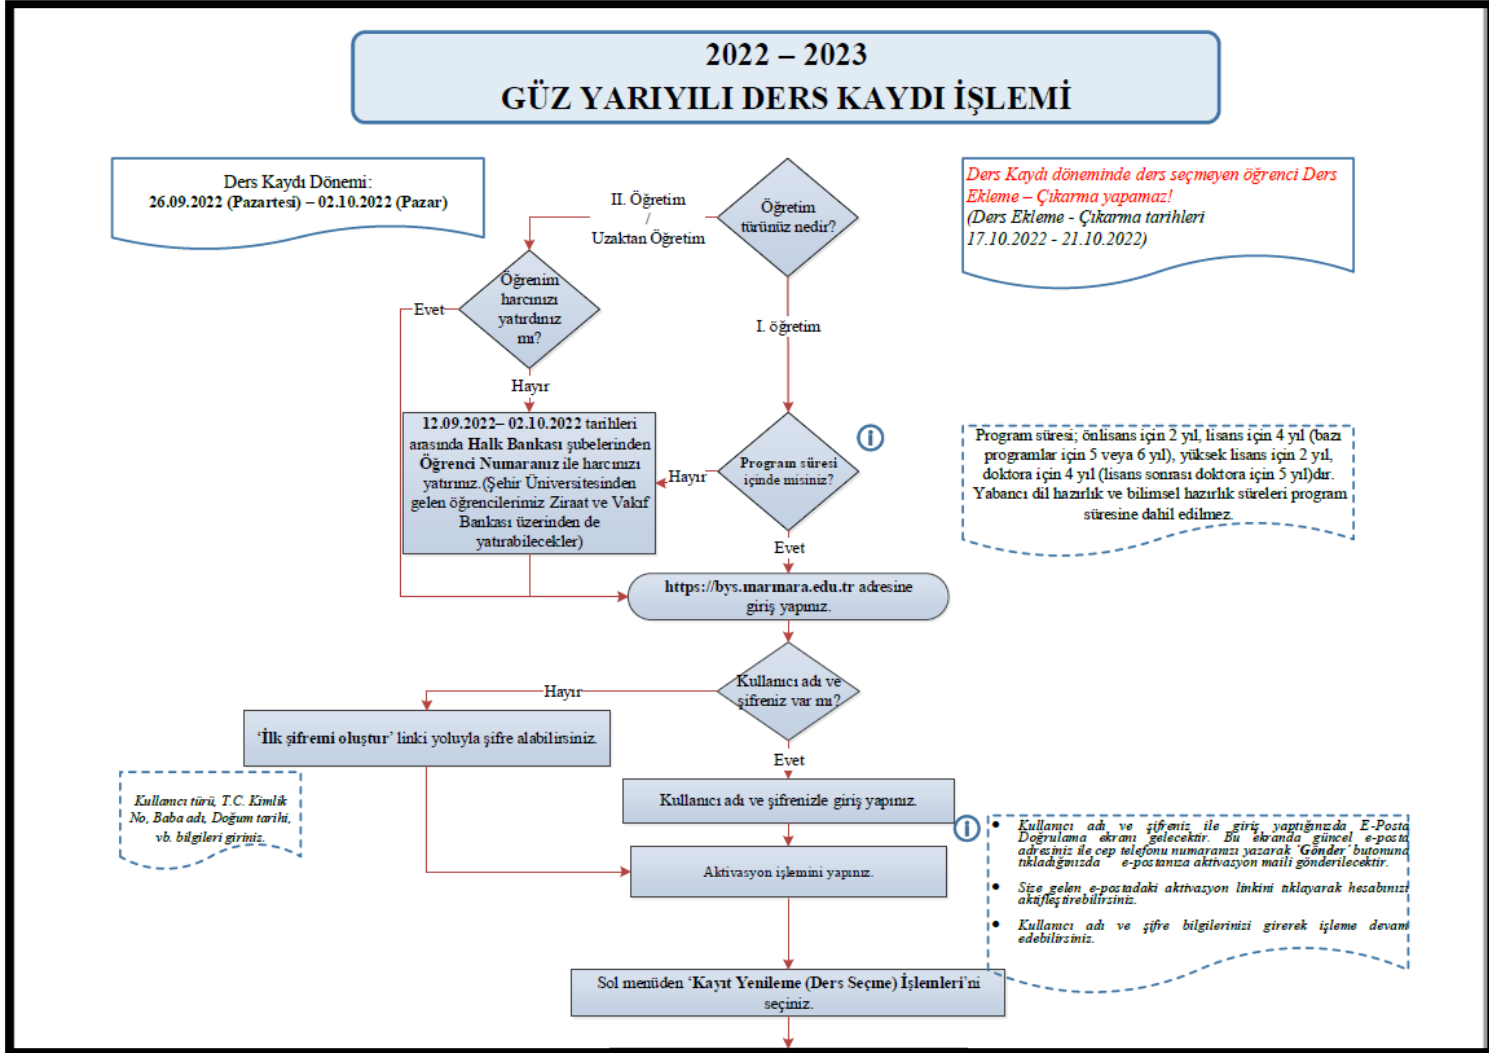 2022 – 2023
GÜZ YARIYILI DERS KAYDI İŞLEMİ
Ders Kaydı Dönemi:
26.09.2022 (Pazartesi) – 02.10.2022 (Pazar)
Ders Kaydı döneminde ders seçmeyen öğrenci Ders
Ekleme – Çıkarma yapamaz!
(Ders Ekleme - Çıkarma tarihleri
17.10.2022 - 21.10.2022)
Öğretim
türünüz nedir?
II. Öğretim
/
Uzaktan Öğretim
Öğrenim
harcınızı
yatırdınız
mı?
Evet
I. öğretim
Hayır
12.09.2022– 02.10.2022 tarihleri
arasında Halk Bankası şubelerinden
Öğrenci Numaranız ile harcınızı
yatırınız.(Şehir Üniversitesinden
gelen öğrencilerimiz Ziraat ve Vakıf
Bankası üzerinden de
yatırabilecekler)
Hayır
Program süresi
içinde misiniz?
Program süresi; önlisans için 2 yıl, lisans için 4 yıl (bazı
programlar için 5 veya 6 yıl), yüksek lisans için 2 yıl,
doktora için 4 yıl (lisans sonrası doktora için 5 yıl)dır.
Yabancı dil hazırlık ve bilimsel hazırlık süreleri program
süresine dahil edilmez.
Evet
https://bys.marmara.edu.tr adresine
giriş yapınız.
Kullanıcı adı ve
şifreniz var mı?
Hayır
‘İlk şifremi oluştur’ linki yoluyla şifre alabilirsiniz.
Evet
Kullanıcı türü, T.C. Kimlik
No, Baba adı, Doğum tarihi,
vb. bilgileri giriniz.
Kullanıcı adı ve şifrenizle giriş yapınız.
Aktivasyon işlemini yapınız.
• Kullanıcı adı ve şifreniz ile giriş yaptığınızda E-Posta
Doğrulama ekranı gelecektir. Bu ekranda güncel e-posta
adresiniz ile cep telefonu numaranızı yazarak ‘Gönder’ butonuna
tıkladığınızda e-postanıza aktivasyon maili gönderilecektir.
• Size gelen e-postadaki aktivasyon linkini tıklayarak hesabınızı
aktifleştirebilirsiniz.
• Kullanıcı adı ve şifre bilgilerinizi girerek işleme devam
edebilirsiniz.
Sol menüden ‘Kayıt Yenileme (Ders Seçme) İşlemleri’ni
seçiniz.